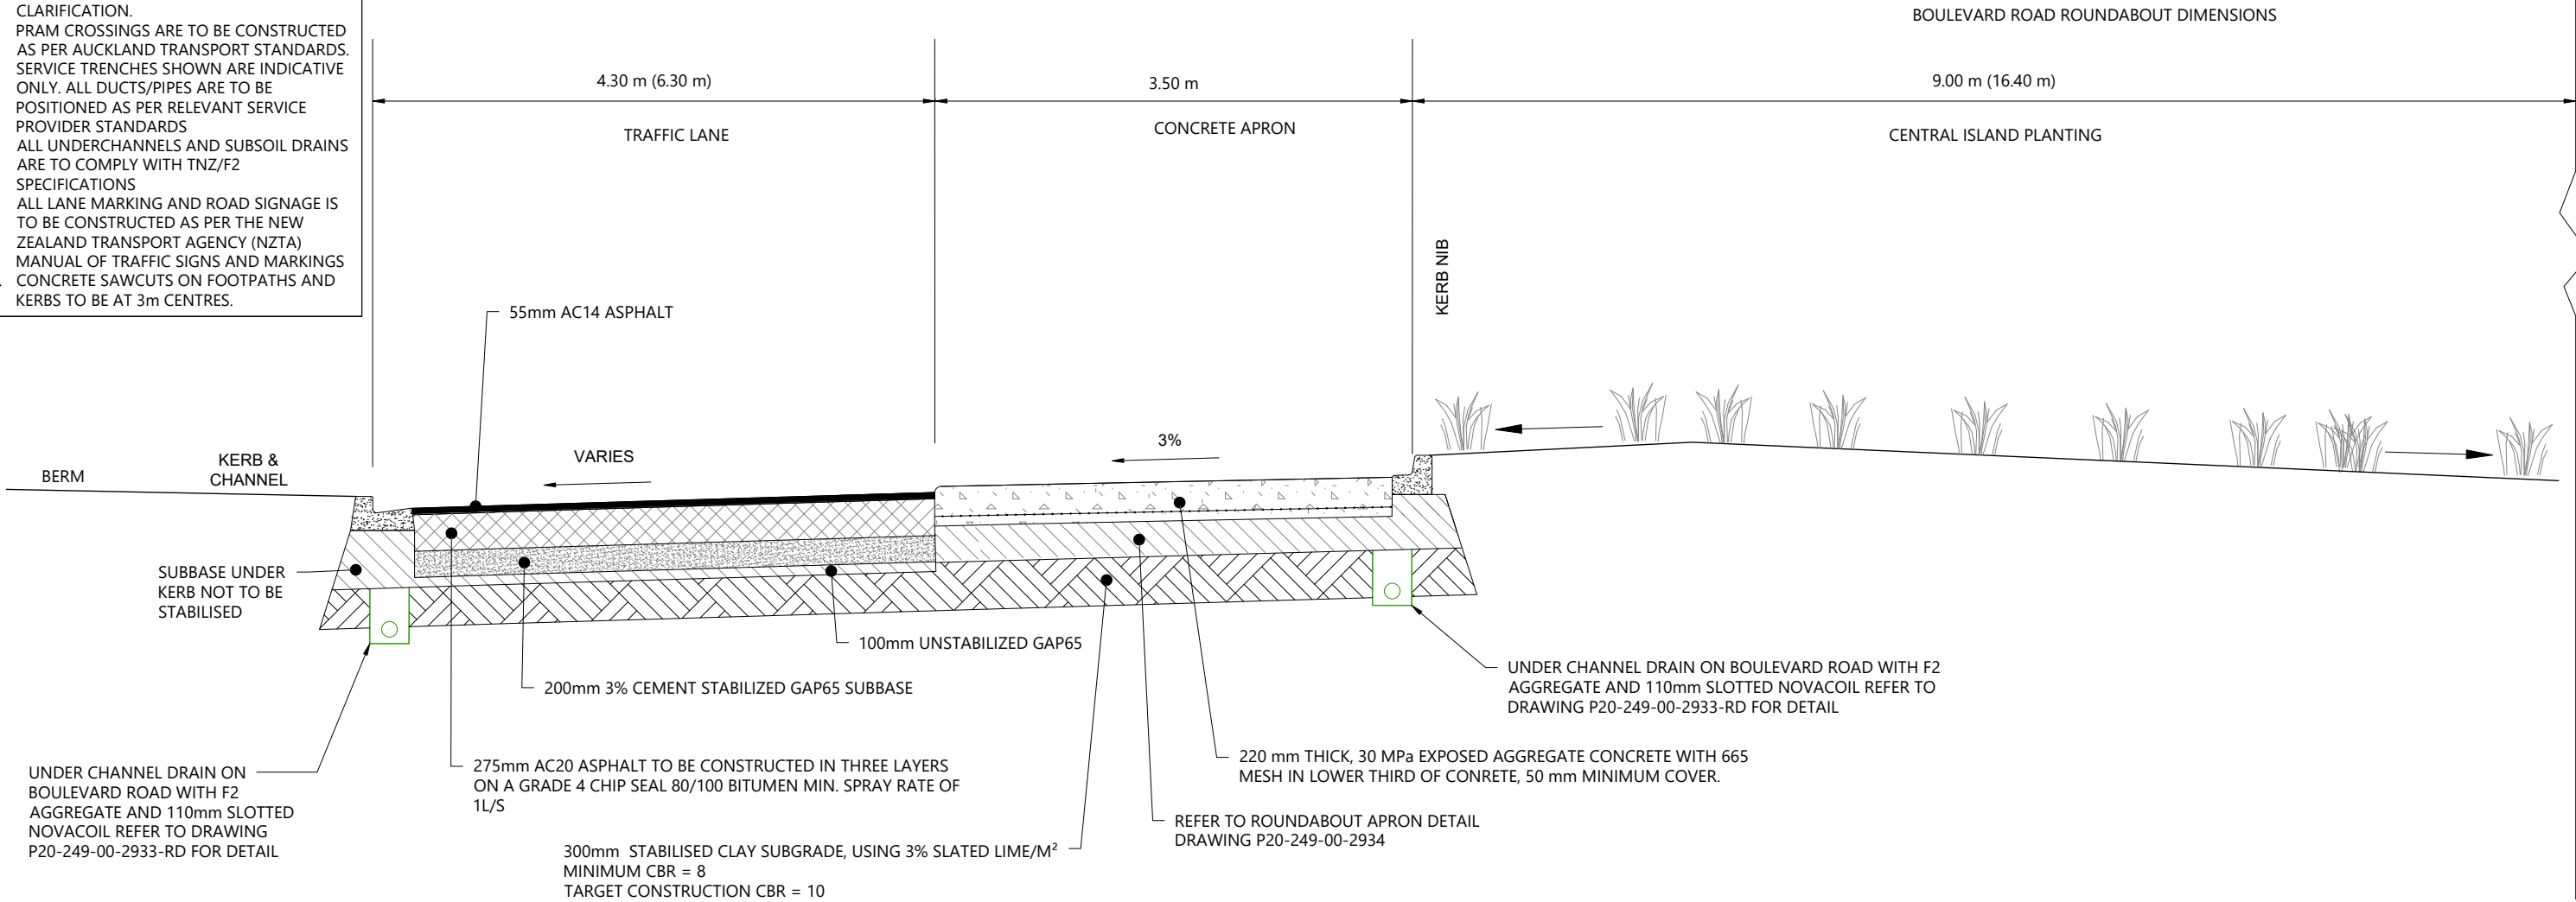 CLARIFICATION.
PRAM CROSSINGS ARE TO BE CONSTRUCTED
AS PER AUCKLAND TRANSPORT STANDARDS.
SERVICE TRENCHES SHOWN ARE INDICATIVE
ONLY. ALL DUCTS/PIPES ARE TO BE
POSITIONED AS PER RELEVANT SERVICE
PROVIDER STANDARDS
ALL UNDERCHANNELS AND SUBSOIL DRAINS
ARE TO COMPLY WITH TNZ/F2
SPECIFICATIONS
ALL LANE MARKING AND ROAD SIGNAGE IS
TO BE CONSTRUCTED AS PER THE NEW
ZEALAND TRANSPORT AGENCY (NZTA)
MANUAL OF TRAFFIC SIGNS AND MARKINGS
. CONCRETE SAWCUTS ON FOOTPATHS AND
KERBS TO BE AT 3m CENTRES.
BOULEVARD ROAD ROUNDABOUT DIMENSIONS
4.30 m (6.30 m)
3.50 m
9.00 m (16.40 m)
TRAFFIC LANE
CONCRETE APRON
CENTRAL ISLAND PLANTING
KERB NIB
55mm AC14 ASPHALT
BERM
KERB &
CHANNEL
VARIES
3%
SUBBASE UNDER
KERB NOT TO BE
STABILISED
100mm UNSTABILIZED GAP65
200mm 3% CEMENT STABILIZED GAP65 SUBBASE
UNDER CHANNEL DRAIN ON BOULEVARD ROAD WITH F2
AGGREGATE AND 110mm SLOTTED NOVACOIL REFER TO
DRAWING P20-249-00-2933-RD FOR DETAIL
UNDER CHANNEL DRAIN ON
BOULEVARD ROAD WITH F2
AGGREGATE AND 110mm SLOTTED
NOVACOIL REFER TO DRAWING
P20-249-00-2933-RD FOR DETAIL
275mm AC20 ASPHALT TO BE CONSTRUCTED IN THREE LAYERS
ON A GRADE 4 CHIP SEAL 80/100 BITUMEN MIN. SPRAY RATE OF
1L/S
220 mm THICK, 30 MPa EXPOSED AGGREGATE CONCRETE WITH 665
MESH IN LOWER THIRD OF CONRETE, 50 mm MINIMUM COVER.
REFER TO ROUNDABOUT APRON DETAIL
DRAWING P20-249-00-2934
300mm STABILISED CLAY SUBGRADE, USING 3% SLATED LIME/M²
MINIMUM CBR = 8
TARGET CONSTRUCTION CBR = 10